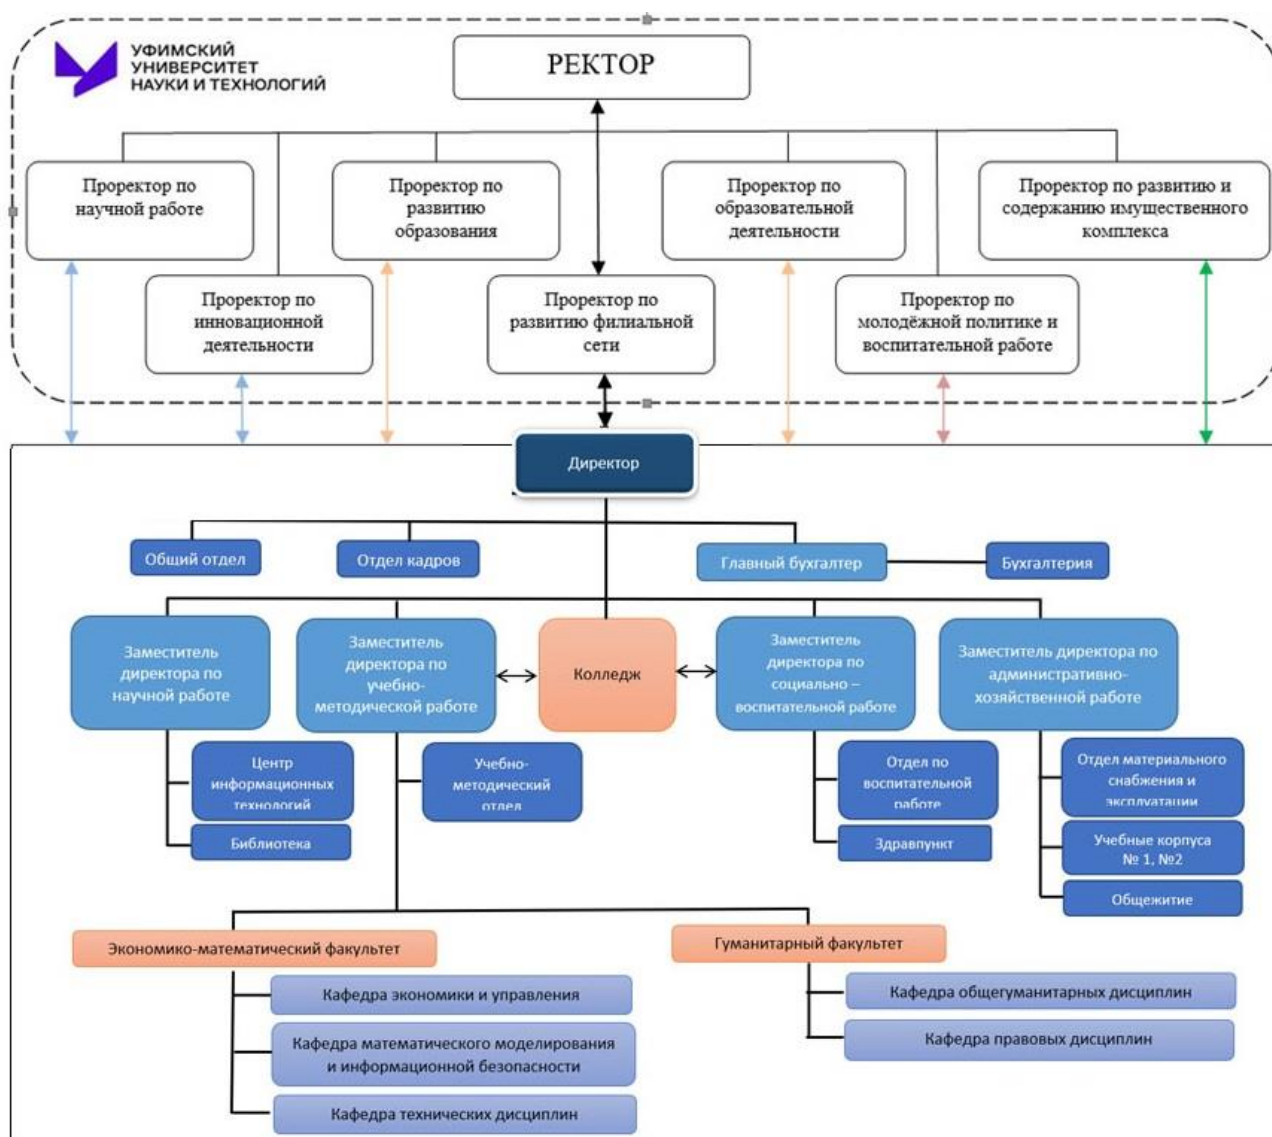 УФИМСКИЙ
УНИВЕРСИТЕТ
НАУКИ И ТЕХНОЛОГИЙ
РЕКТОР
Проректор по
научной работе
Проректор по
развитию
образования
Проректор по
образовательной
деятельности
Проректор по развитию и
содержанию имущественного
комплекса
Проректор по
инновационной
деятельности
Проректор по
развитию филиальной
сети
Проректор по
молодёжной политике и
воспитательной работе
Директор
Общий отдел
Отдел кадров
Главный бухгалтер
Бухгалтерия
Заместитель
директора по
научной работе
Заместитель
директора по
учебно-
методической работе
Колледж
Заместитель
директора по
социально –
воспитательной работе
Заместитель директора по
административно-
хозяйственной работе
Центр
информационных
технологий
Библиотека
Учебно-
методический
отдел
Отдел по
воспитательной
работе
Здравпункт
Отдел материального
снабжения и
эксплуатации
Учебные корпуса
№ 1, №2
Общежитие
Экономико-математический факультет
Гуманитарный факультет
Кафедра экономики и управления
Кафедра математического моделирования
и информационной безопасности
Кафедра технических дисциплин
Кафедра общегуманитарных дисциплин
Кафедра правовых дисциплин